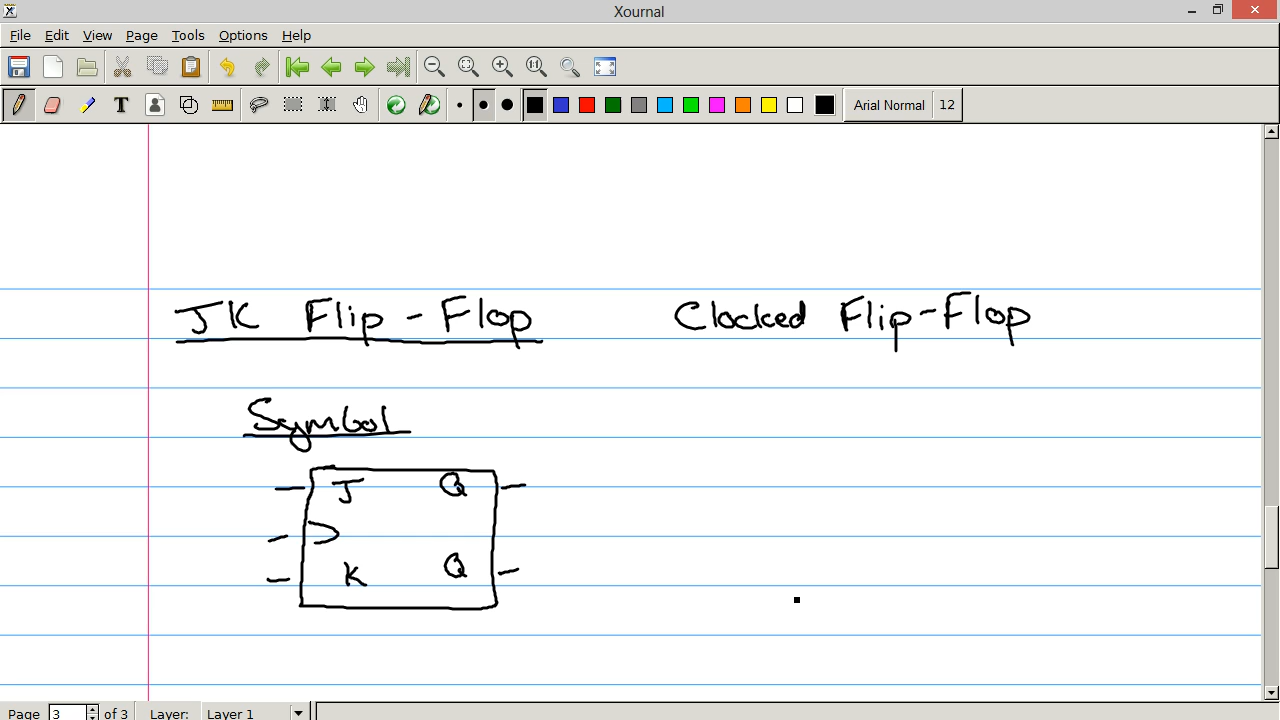 Xournal
File Edit View Page Tools Options Help
T Arial Normal 12
JK Flip-Flop Clocked Flip-Flop
Symbol
J Q
K Q
Page 3 of 3 Layer: Layer 1